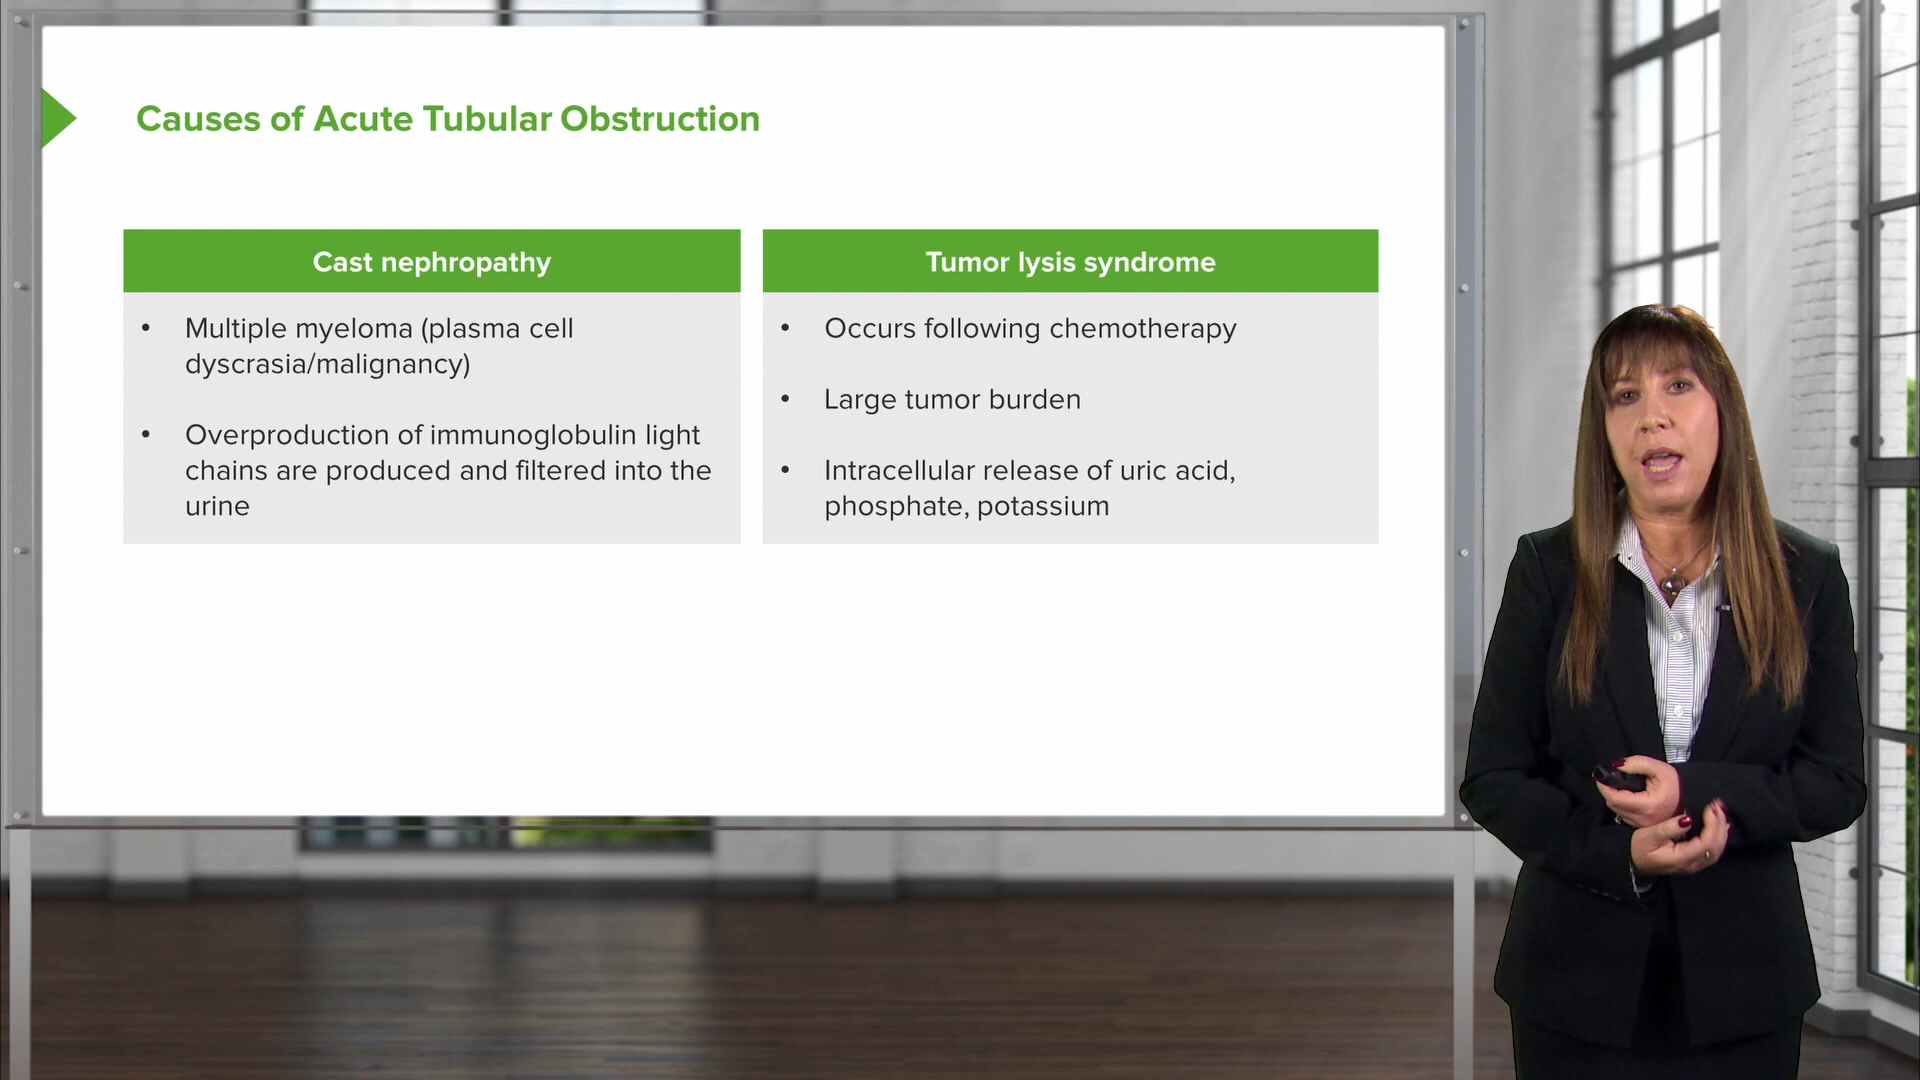 Causes of Acute Tubular Obstruction
Cast nephropathy
• Multiple myeloma (plasma cell
dyscrasia/malignancy)
• Overproduction of immunoglobulin light
chains are produced and filtered into the
urine
Tumor lysis syndrome
• Occurs following chemotherapy
• Large tumor burden
• Intracellular release of uric acid,
phosphate, potassium